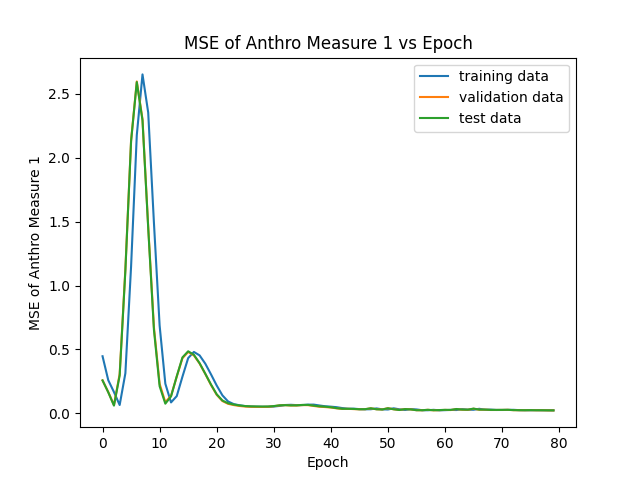 MSE of Anthro Measure 1 vs Epoch
training data
validation data
test data
MSE of Anthro Measure 1
2.5
2.0
1.5
1.0
0.5
0.0
0 10 20 30 40 50 60 70 80
Epoch